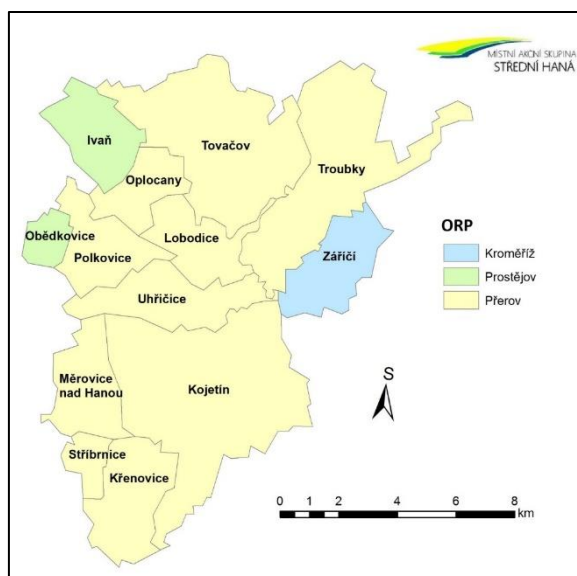 MÍSTNÍ AKČNÍ SKUPINA
STŘEDNÍ HANÁ
Ivaň
Tovačov
Troubky
Oplocany
Obědkovice
Polkovice
Lobodice
Záříčí
Uhřičice
ORP
Kroměříž
Prostějov
Přerov
Měrovice
nad Hanou
Kojetín
S
Stříbrnice
Křenovice
0 1 2 4 6 8
km